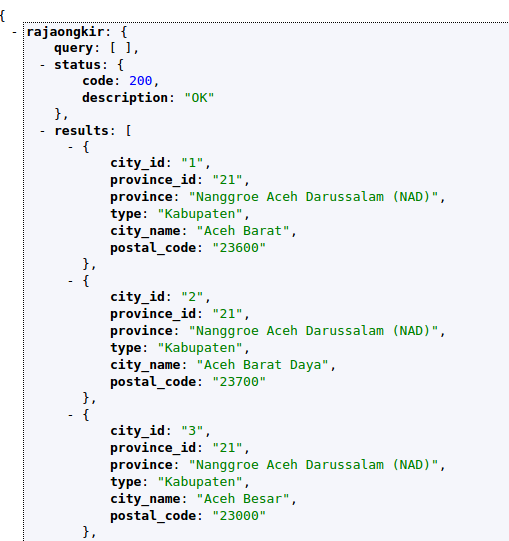 {
- rajaongkir: {
query: [ ],
- status: {
code: 200,
description: "OK"
},
- results: [
- {
city_id: "1",
province_id: "21",
province: "Nanggroe Aceh Darussalam (NAD)",
type: "Kabupaten",
city_name: "Aceh Barat",
postal_code: "23600"
},
- {
city_id: "2",
province_id: "21",
province: "Nanggroe Aceh Darussalam (NAD)",
type: "Kabupaten",
city_name: "Aceh Barat Daya",
postal_code: "23700"
},
- {
city_id: "3",
province_id: "21",
province: "Nanggroe Aceh Darussalam (NAD)",
type: "Kabupaten",
city_name: "Aceh Besar",
postal_code: "23000"
},